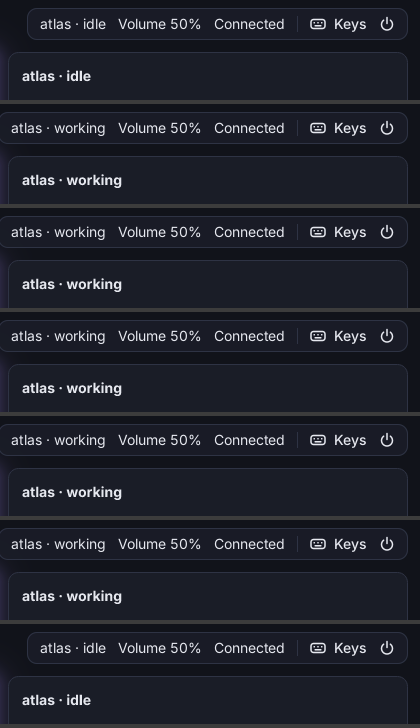 atlas · idle Volume 50% Connected Keys
atlas · idle
atlas · working Volume 50% Connected Keys
atlas · working
atlas · working Volume 50% Connected Keys
atlas · working
atlas · working Volume 50% Connected Keys
atlas · working
atlas · working Volume 50% Connected Keys
atlas · working
atlas · working Volume 50% Connected Keys
atlas · working
atlas · idle Volume 50% Connected Keys
atlas · idle